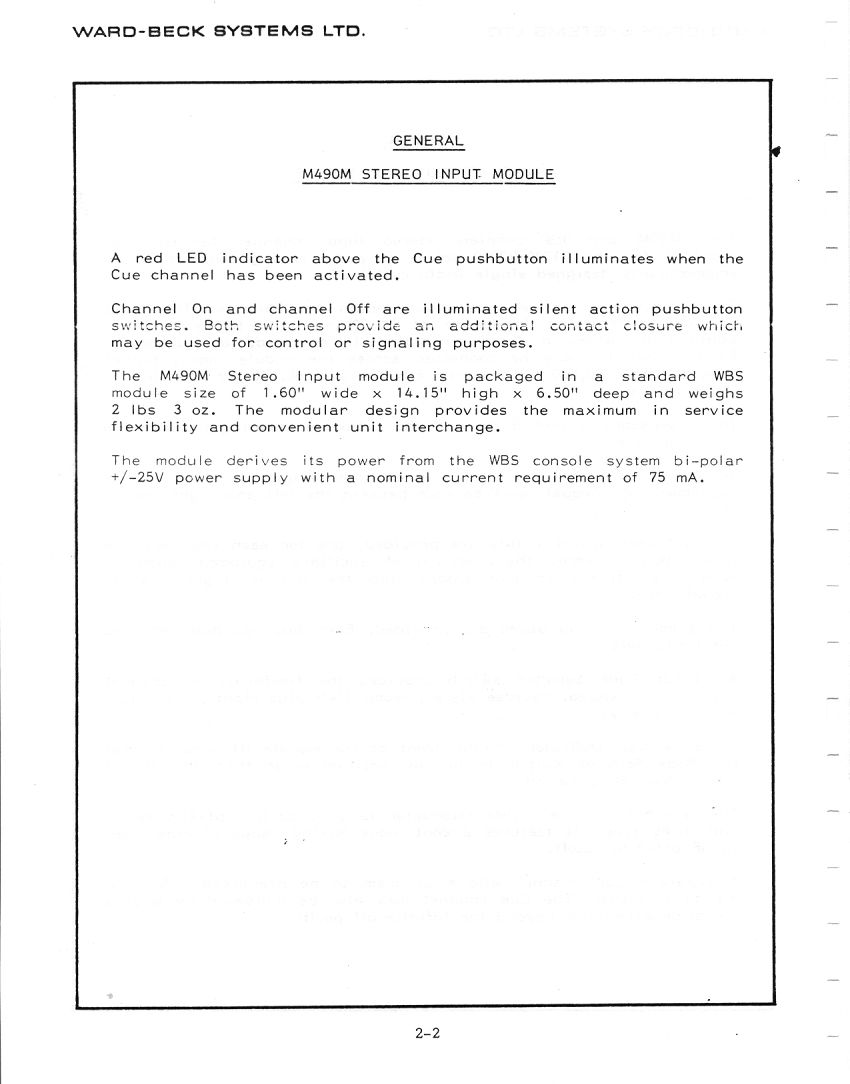 WARD-BECK SYSTEMS LTD.
GENERAL
M490M STEREO INPUT MODULE
A red LED indicator above the Cue pushbutton illuminates when the
Cue channel has been activated.
Channel On and channel Off are illuminated silent action pushbutton
switches. Both switches provide an additional contact closure which
may be used for control or signaling purposes.
The M490M Stereo Input module is packaged in a standard WBS
module size of 1.60" wide x 14.15" high x 6.50" deep and weighs
2 lbs 3 oz. The modular design provides the maximum in service
flexibility and convenient unit interchange.
The module derives its power from the WBS console system bi-polar
+/-25V power supply with a nominal current requirement of 75 mA.
2-2